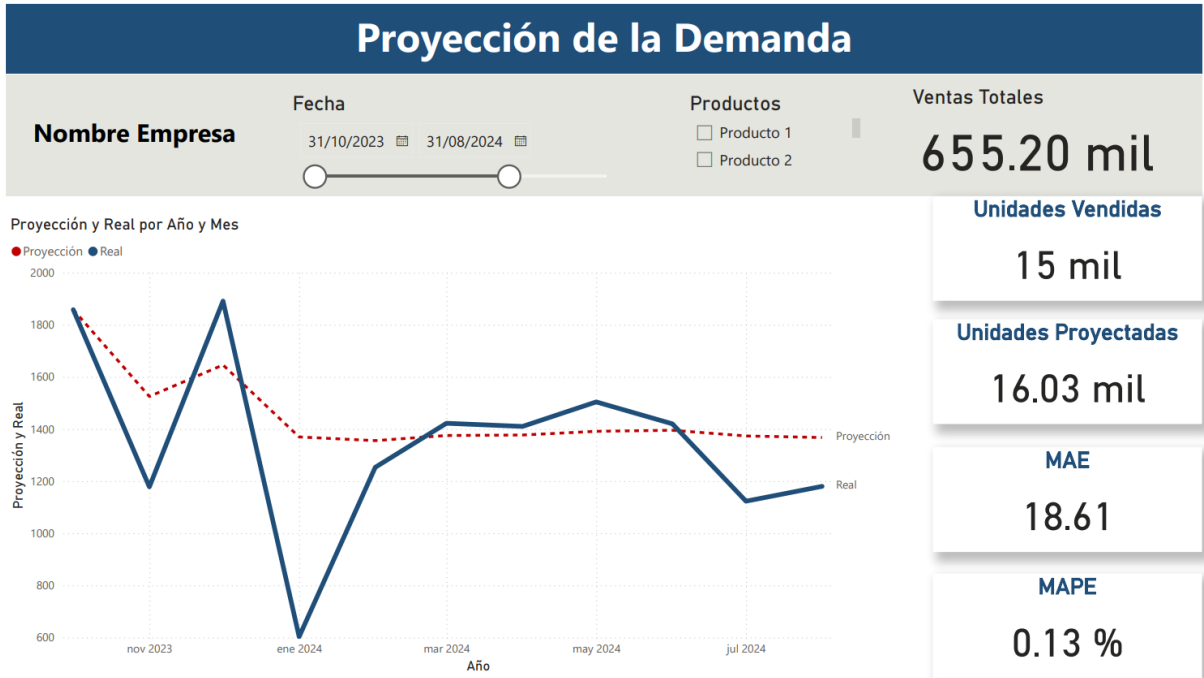 Proyección de la Demanda
Nombre Empresa
Fecha
31/10/2023 31/08/2024
Productos
Producto 1
Producto 2
Ventas Totales
655.20 mil
Proyección y Real por Año y Mes
Proyección Real
Proyección y Real
2000
1800
1600
1400
1200
1000
800
600
Proyección
Real
nov 2023 ene 2024 mar 2024 may 2024 jul 2024
Año
Unidades Vendidas
15 mil
Unidades Proyectadas
16.03 mil
MAE
18.61
MAPE
0.13 %